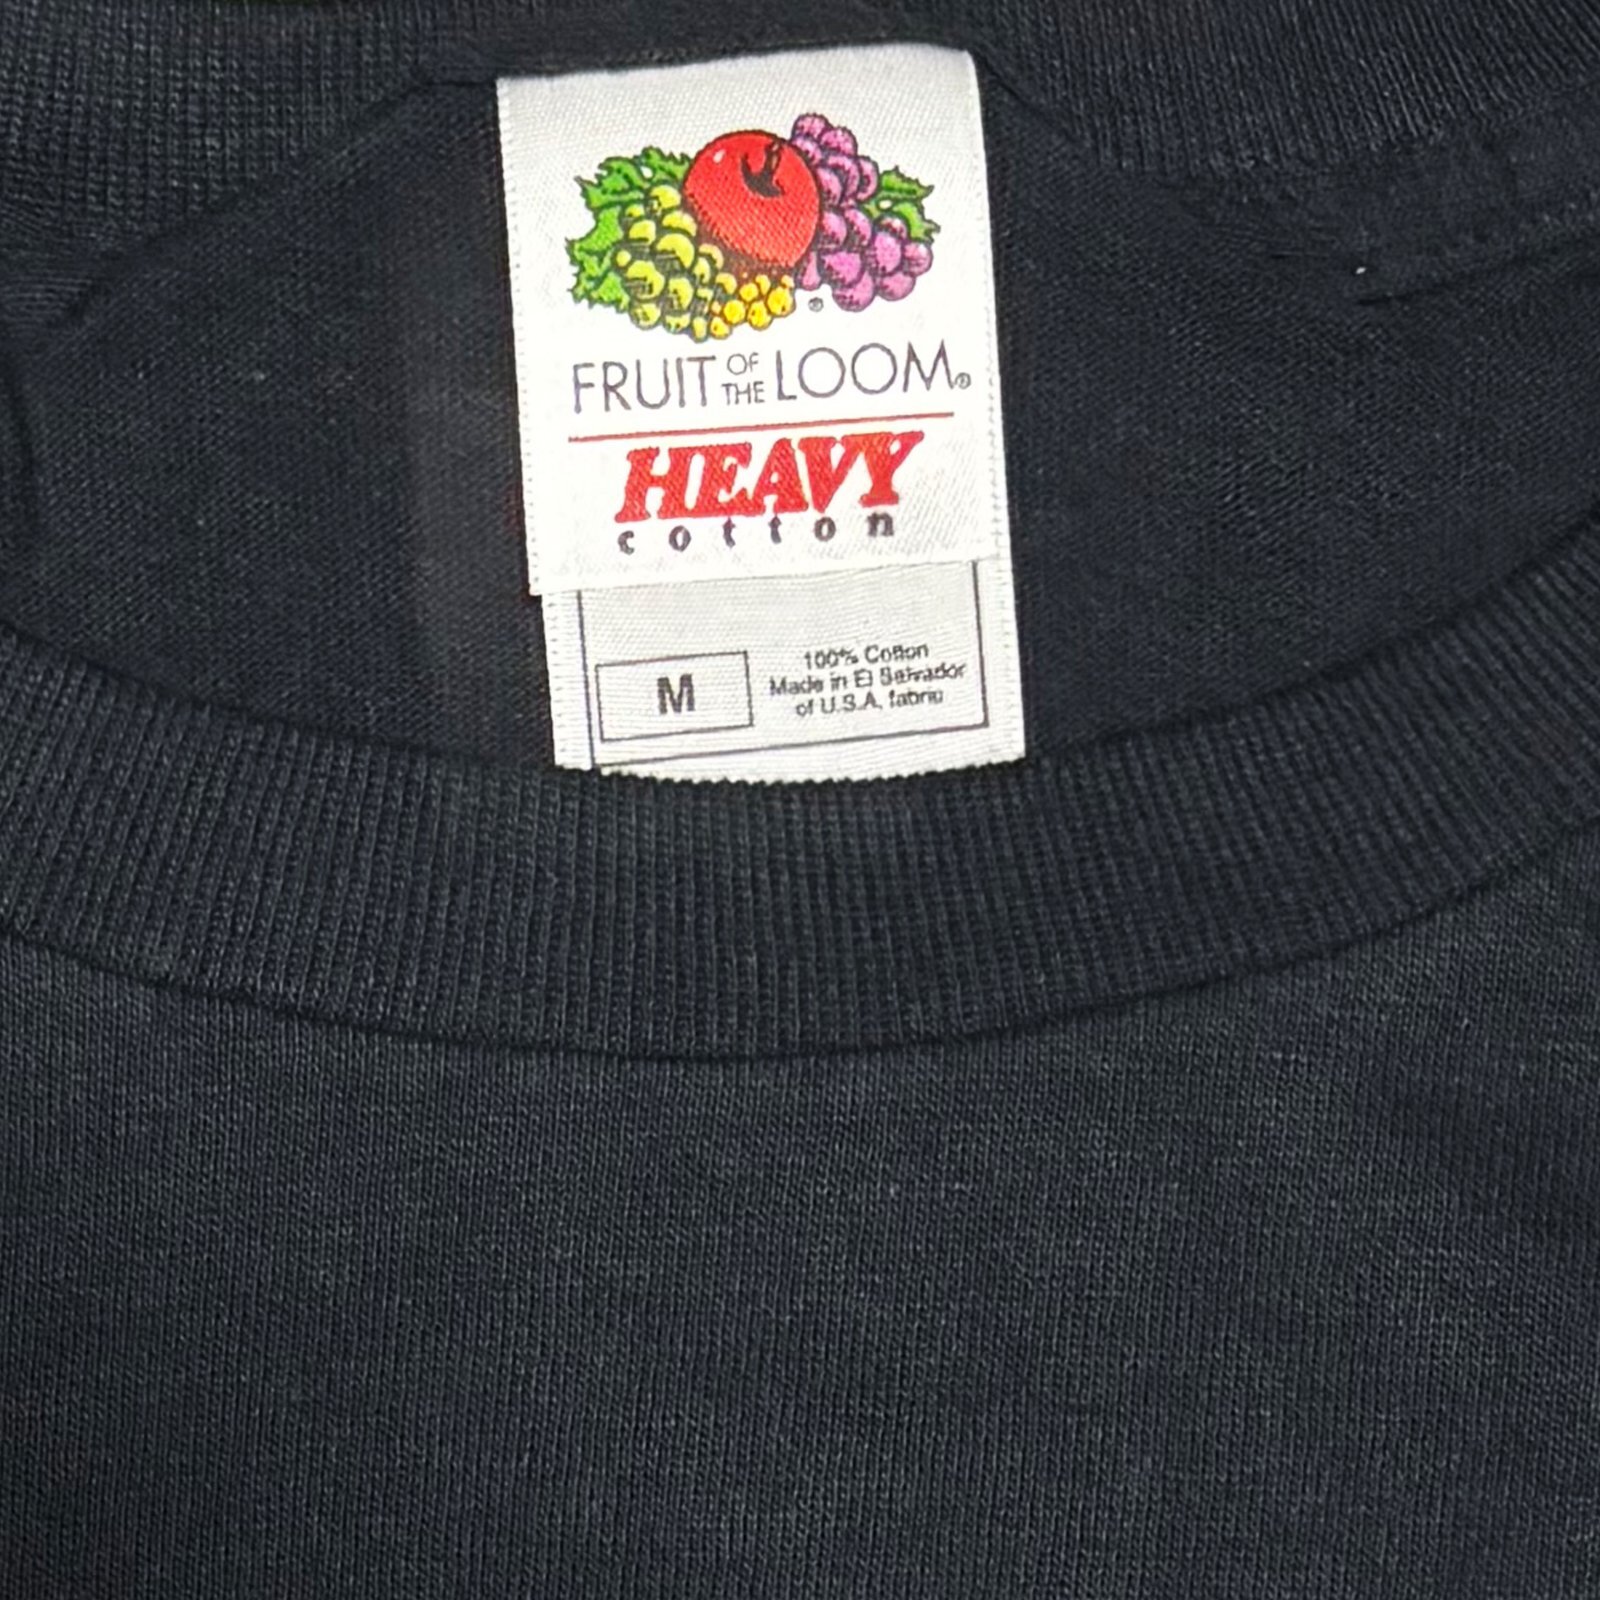 FRUIT OF THE LOOM®
HEAVY
cotton
M
100% Cotton
Made in El Salvador
of U.S.A. fabric